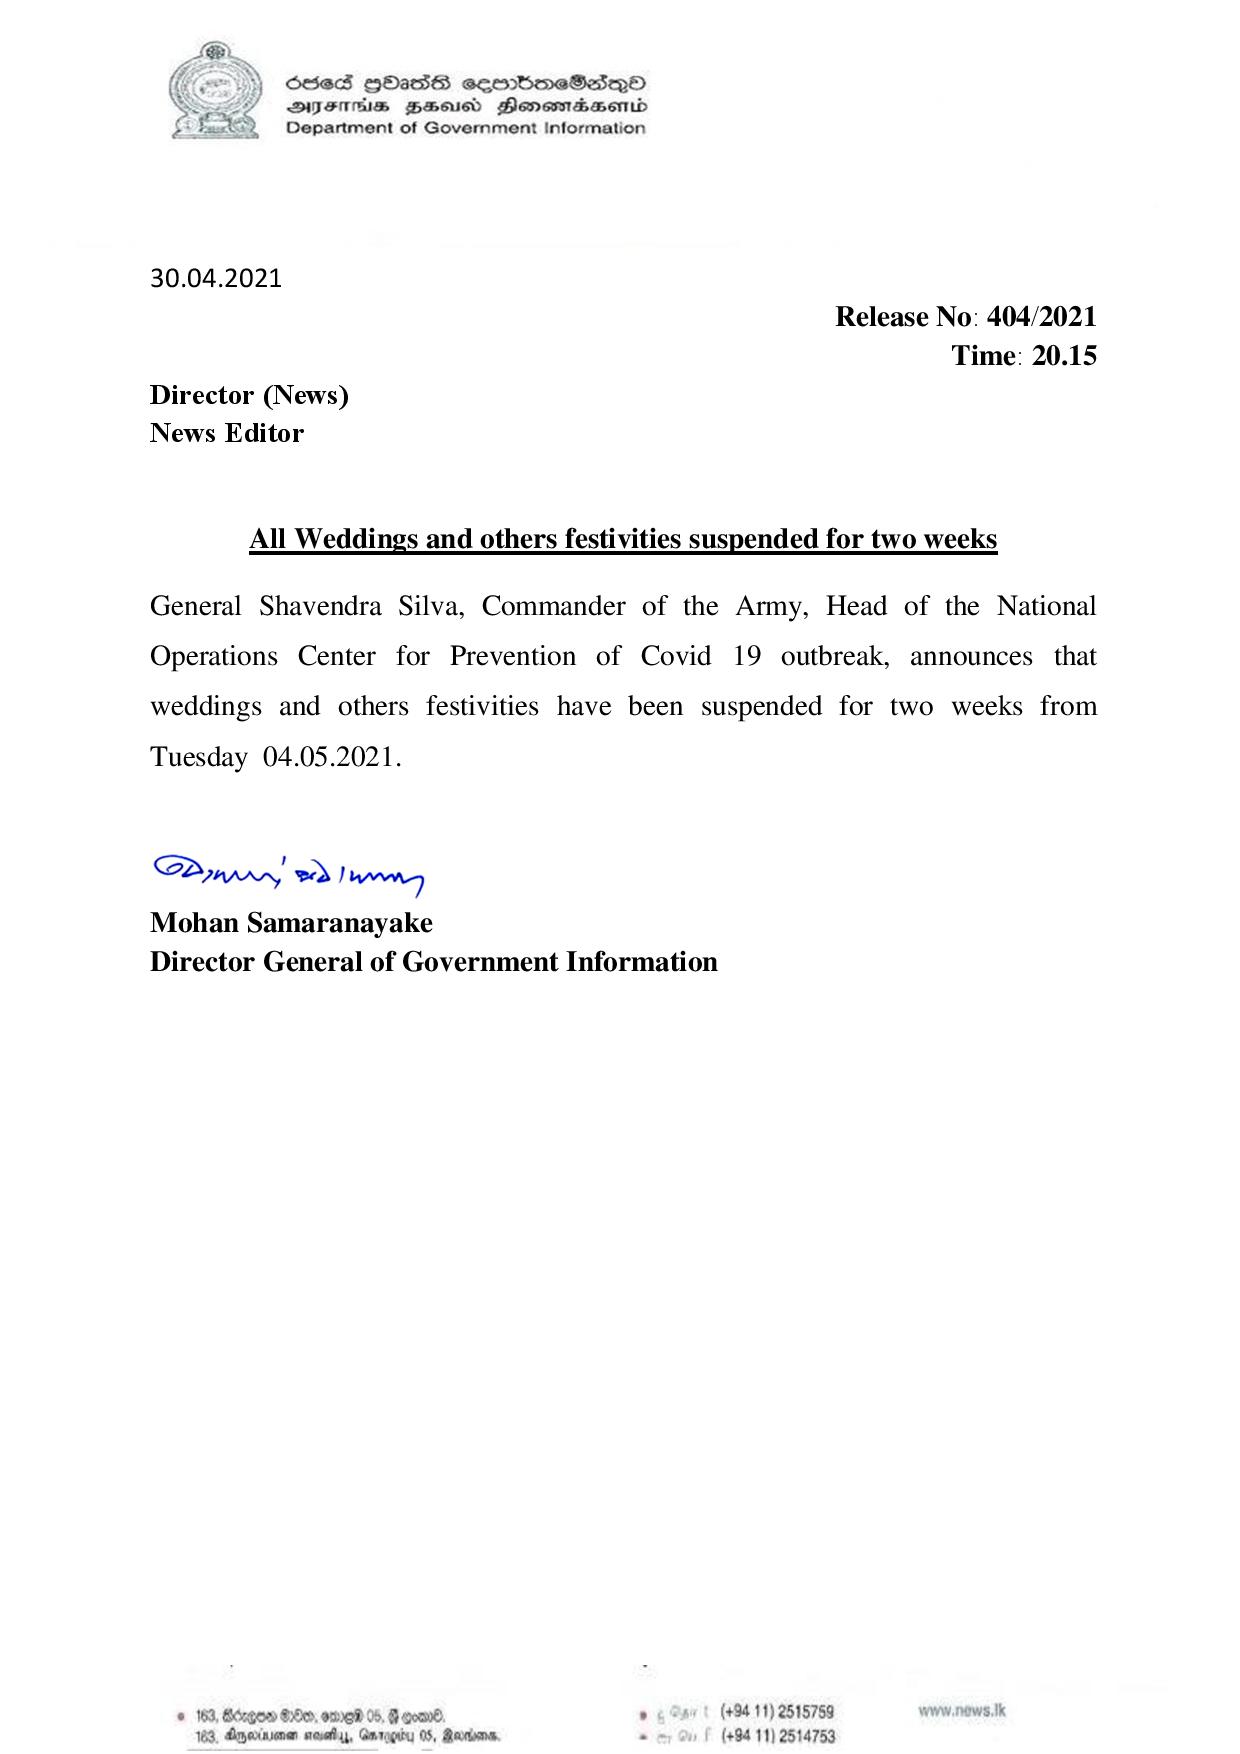 රජයේ ප්‍රවෘත්ති දෙපාර්තමේන්තුව
அரசாங்க தகவல் திணைக்களம்
Department of Government Information
30.04.2021
Release No: 404/2021
Time: 20.15
Director (News)
News Editor
All Weddings and others festivities suspended for two weeks
General Shavendra Silva, Commander of the Army, Head of the National
Operations Center for Prevention of Covid 19 outbreak, announces that
weddings and others festivities have been suspended for two weeks from
Tuesday 04.05.2021.
Mohan Samaranayake
Director General of Government Information
163, කිරුලපන මාවත, කොළඹ 05, ශ්‍රී ලංකාව.
163, கிருலப்பனை எவனியூ, கொழும்பு 05, இலங்கை.
(+94 11) 2515759
(+94 11) 2514753
www.news.lk